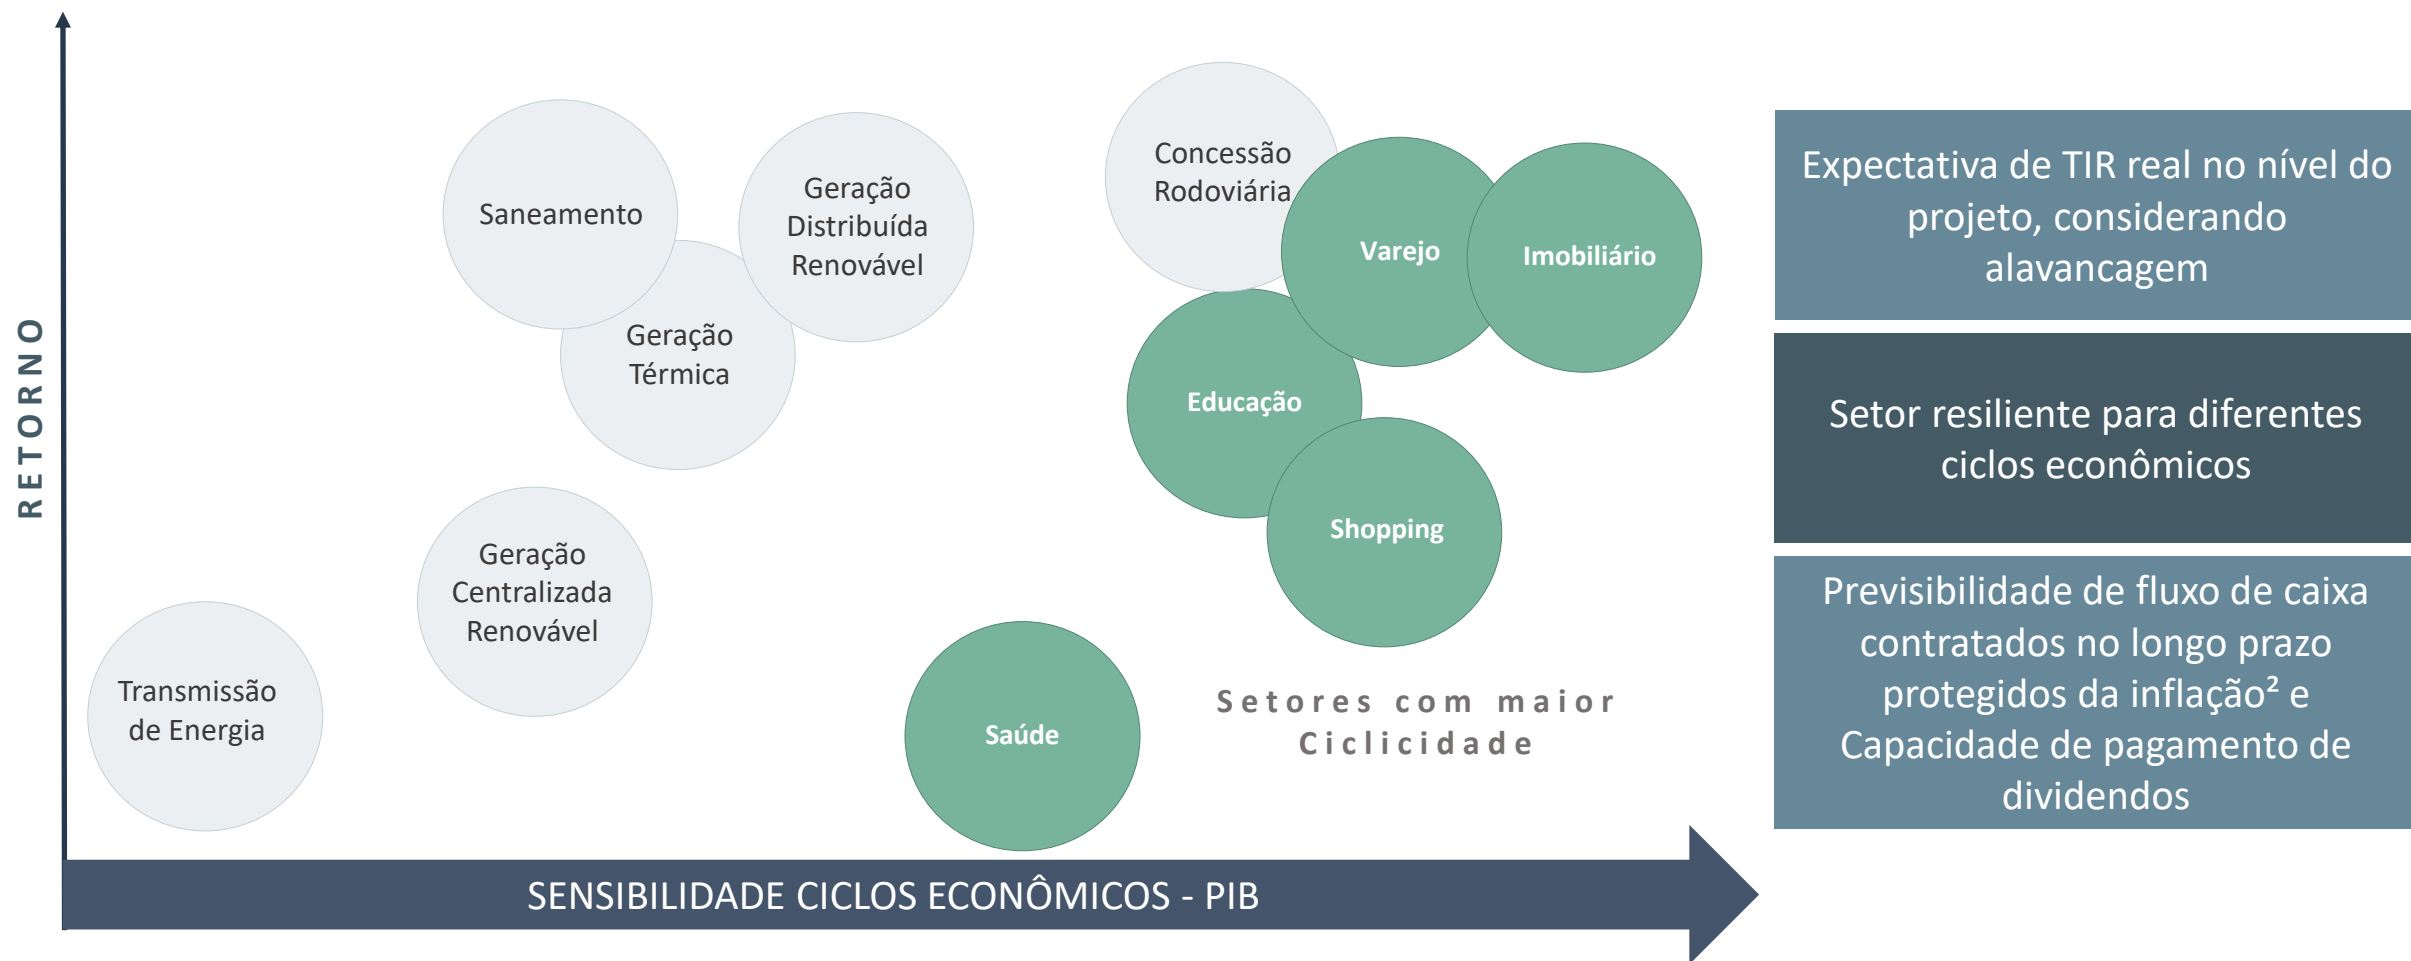 RETORNO
Saneamento
Geração
Distribuída
Renovável
Geração
Térmica
Geração
Centralizada
Renovável
Transmissão
de Energia
Concessão
Rodoviária
Varejo
Imobiliário
Educação
Shopping
Saúde
Setores com maior
Ciclicidade
SENSIBILIDADE CICLOS ECONÔMICOS - PIB
Expectativa de TIR real no nível do
projeto, considerando
alavancagem
Setor resiliente para diferentes
ciclos econômicos
Previsibilidade de fluxo de caixa
contratados no longo prazo
protegidos da inflação² e
Capacidade de pagamento de
dividendos